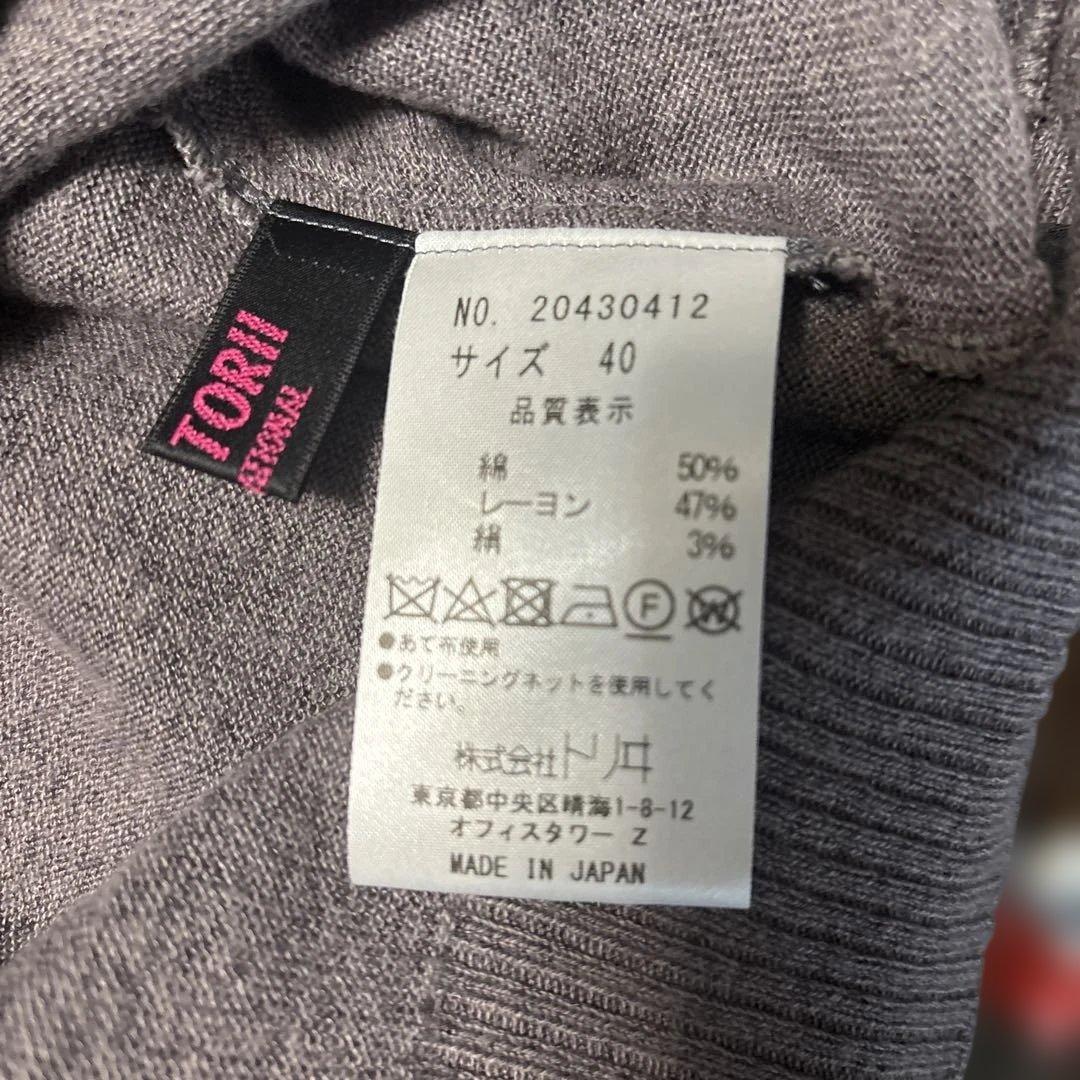 TORII
NO. 20430412
サイズ 40
品質表示
綿 50%
レーヨン 47%
絹 3%
F W
●あて布使用
●クリーニングネットを使用してく
ださい。
株式会社トリヰ
東京都中央区晴海1-8-12
オフィスタワー Z
MADE IN JAPAN